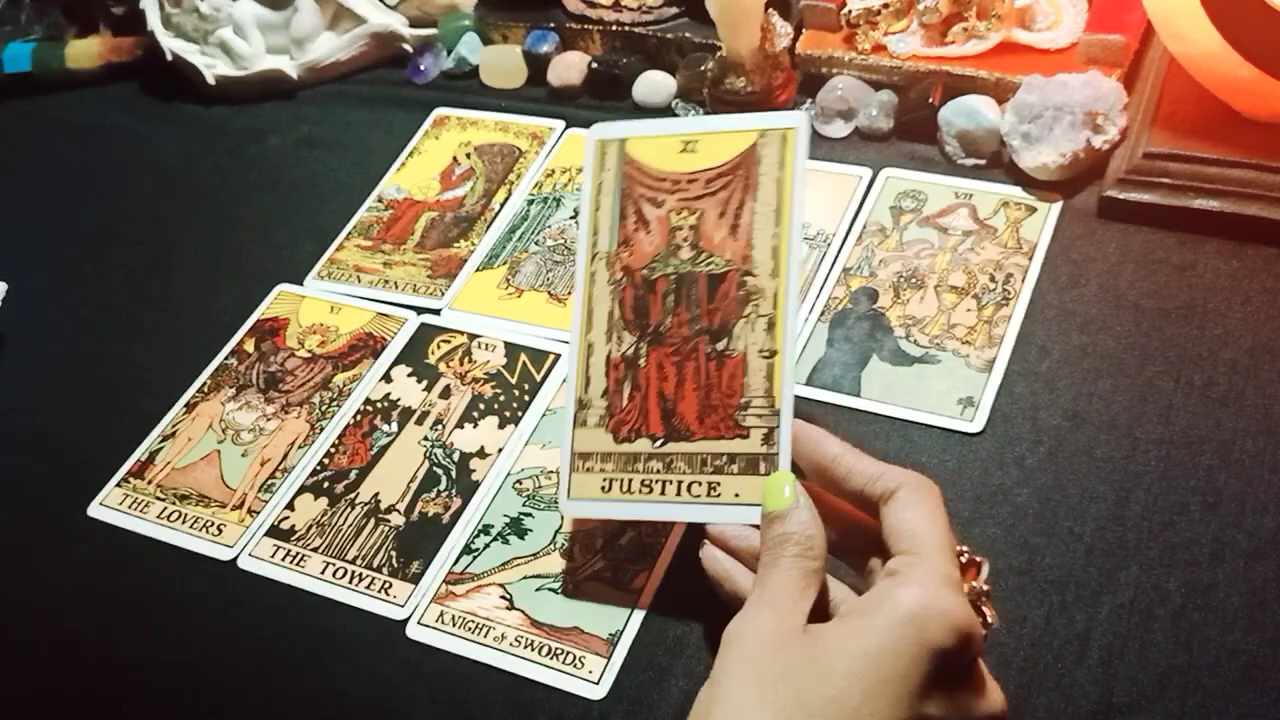 QUEEN of PENTACLES
XI
VII
VI
XVI
JUSTICE.
THE LOVERS
THE TOWER.
KNIGHT of SWORDS.